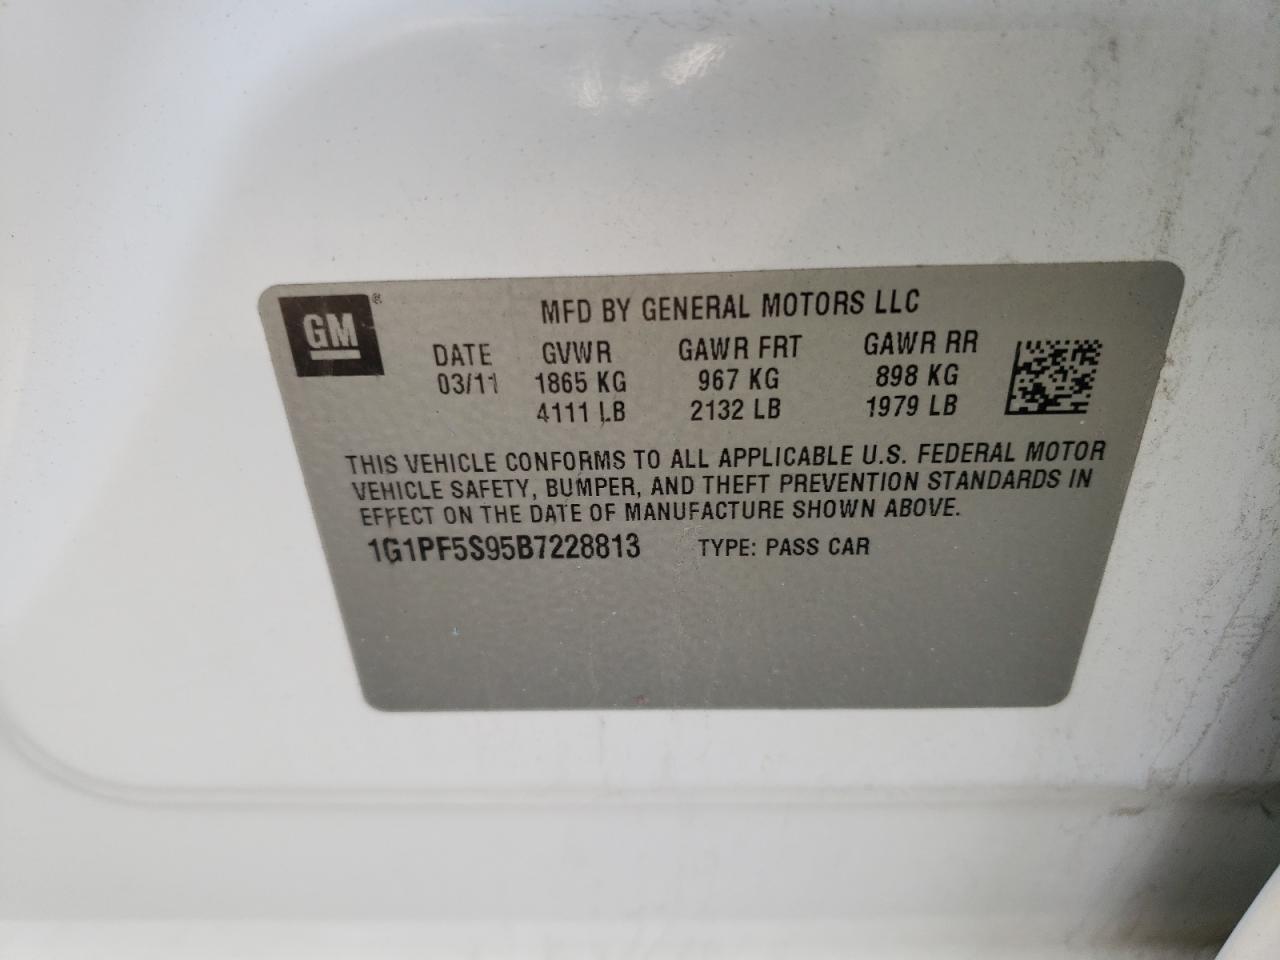 GM®
MFD BY GENERAL MOTORS LLC
DATE GVWR GAWR FRT GAWR RR
03/11 1865 KG 967 KG 898 KG
4111 LB 2132 LB 1979 LB
THIS VEHICLE CONFORMS TO ALL APPLICABLE U.S. FEDERAL MOTOR
VEHICLE SAFETY, BUMPER, AND THEFT PREVENTION STANDARDS IN
EFFECT ON THE DATE OF MANUFACTURE SHOWN ABOVE.
1G1PF5S95B7228813 TYPE: PASS CAR